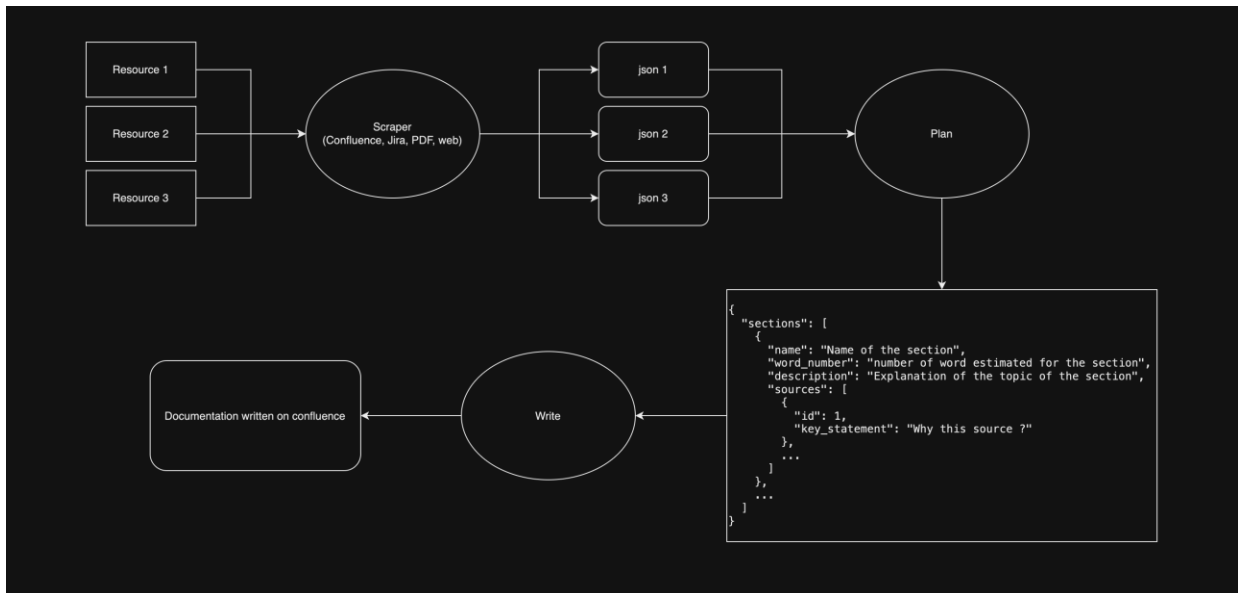 Resource 1
Resource 2
Resource 3
Scraper
(Confluence, Jira, PDF, web)
json 1
json 2
json 3
Plan
{
"sections": [
{
"name": "Name of the section",
"word_number": "number of word estimated for the section",
"description": "Explanation of the topic of the section",
"sources": [
{
"id": 1,
"key_statement": "Why this source ?"
},
...
]
},
...
]
}
Write
Documentation written on confluence